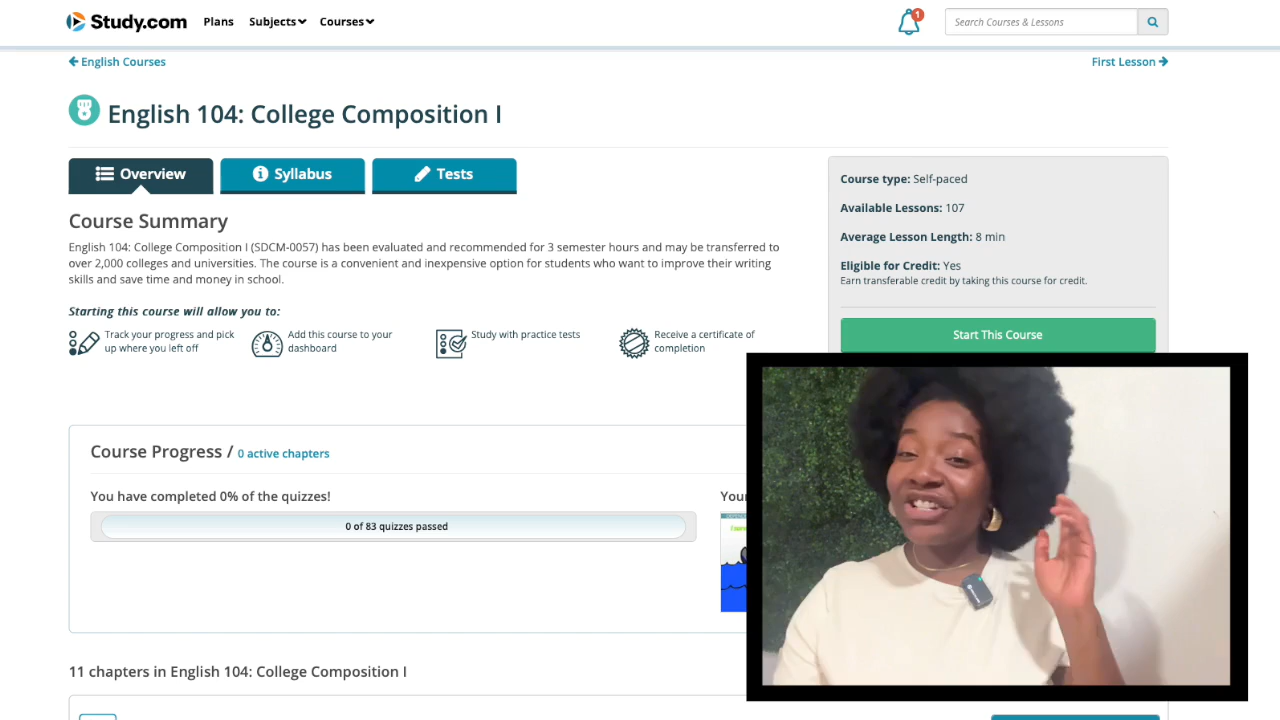 Study.com
Plans
Subjects
Courses
1
Search Courses & Lessons
English Courses
First Lesson
English 104: College Composition I
Overview
Syllabus
Tests
Course Summary
English 104: College Composition I (SDCM-0057) has been evaluated and recommended for 3 semester hours and may be transferred to
over 2,000 colleges and universities. The course is a convenient and inexpensive option for students who want to improve their writing
skills and save time and money in school.
Starting this course will allow you to:
Track your progress and pick
up where you left off
Add this course to your
dashboard
Study with practice tests
Receive a certificate of
completion
Course type: Self-paced
Available Lessons: 107
Average Lesson Length: 8 min
Eligible for Credit: Yes
Earn transferable credit by taking this course for credit.
Start This Course
Course Progress / 0 active chapters
You have completed 0% of the quizzes!
0 of 83 quizzes passed
11 chapters in English 104: College Composition I